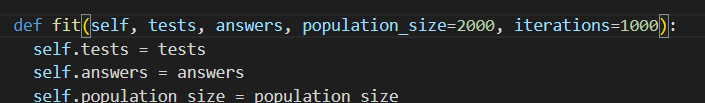 def fit(self, tests, answers, population_size=2000, iterations=1000):
self.tests = tests
self.answers = answers
self.population_size = population_size